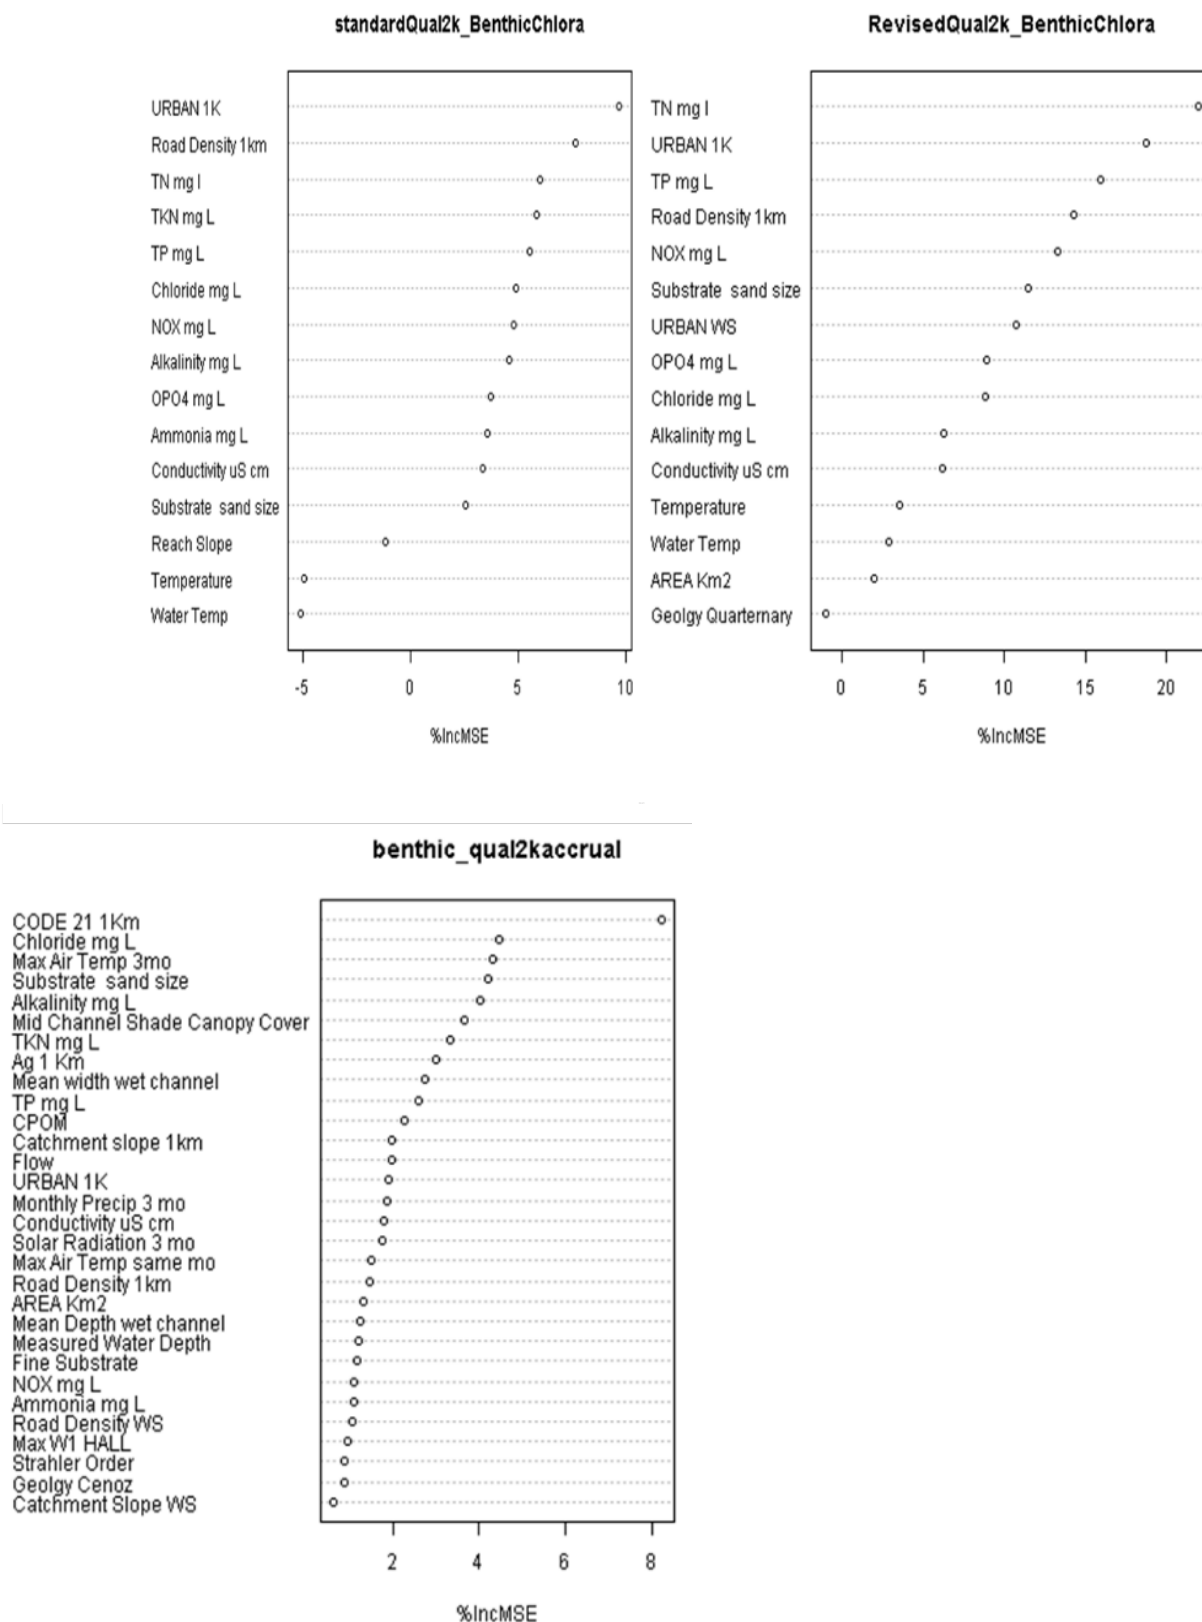 standardQual2k_BenthicChlora
URBAN 1K
Road Density 1km
TN mg l
TKN mg L
TP mg L
Chloride mg L
NOX mg L
Alkalinity mg L
OPO4 mg L
Ammonia mg L
Conductivity uS cm
Substrate sand size
Reach Slope
Temperature
Water Temp
-5 0 5 10
%IncMSE
RevisedQual2k_BenthicChlora
TN mg l
URBAN 1K
TP mg L
Road Density 1km
NOX mg L
Substrate sand size
URBAN WS
OPO4 mg L
Chloride mg L
Alkalinity mg L
Conductivity uS cm
Temperature
Water Temp
AREA Km2
Geolgy Quarternary
0 5 10 15 20
%IncMSE
benthic_qual2kaccrual
CODE 21 1Km
Chloride mg L
Max Air Temp 3mo
Substrate sand size
Alkalinity mg L
Mid Channel Shade Canopy Cover
TKN mg L
Ag 1 Km
Mean width wet channel
TP mg L
CPOM
Catchment slope 1km
Flow
URBAN 1K
Monthly Precip 3 mo
Conductivity uS cm
Solar Radiation 3 mo
Max Air Temp same mo
Road Density 1km
AREA Km2
Mean Depth wet channel
Measured Water Depth
Fine Substrate
NOX mg L
Ammonia mg L
Road Density WS
Max W1 HALL
Strahler Order
Geolgy Cenoz
Catchment Slope WS
2 4 6 8
%IncMSE